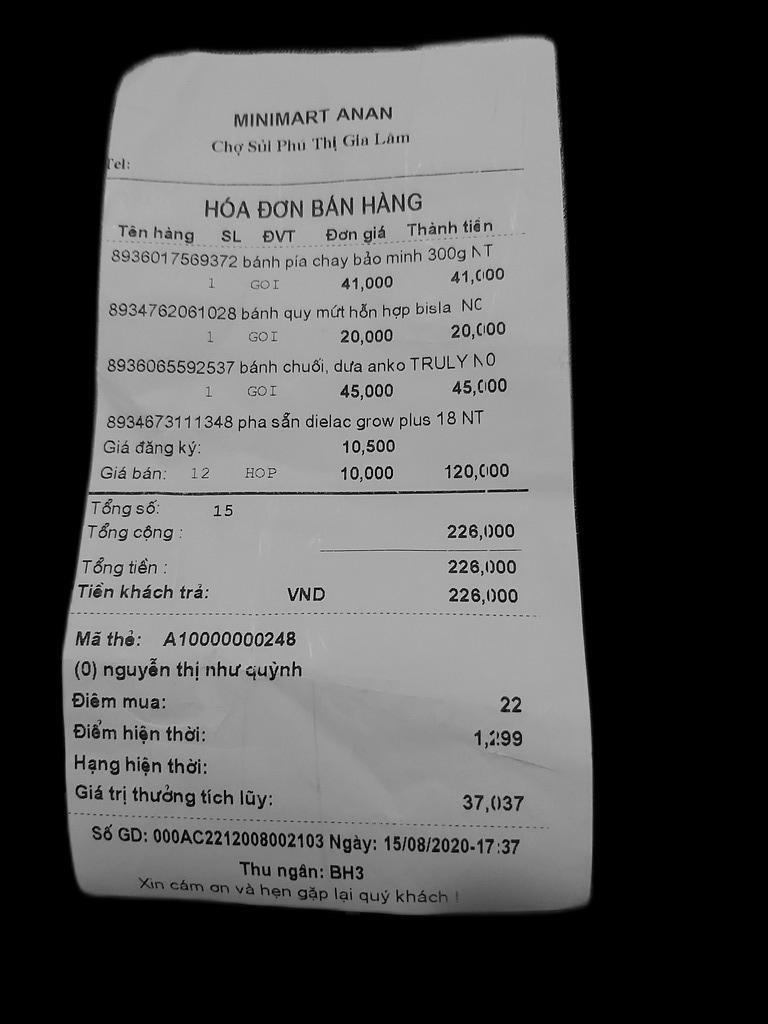 MINIMART ANAN
Chợ Sủi Phú Thị Gia Lâm
Tel:
HÓA ĐƠN BÁN HÀNG
Tên hàng SL ĐVT Đơn giá Thành tiền
8936017569372 bánh pía chay bảo minh 300g NT
1 GOI 41,000 41,000
8934762061028 bánh quy mứt hỗn hợp bisla NC
1 GOI 20,000 20,000
8936065592537 bánh chuối, dưa anko TRULY N0
1 GOI 45,000 45,000
8934673111348 pha sẵn dielac grow plus 18 NT
Giá đăng ký: 10,500
Giá bán: 12 HOP 10,000 120,000
Tổng số: 15
Tổng cộng : 226,000
Tổng tiền : 226,000
Tiền khách trả: VND 226,000
Mã thẻ: A10000000248
(0) nguyễn thị như quỳnh
Điểm mua: 22
Điểm hiện thời: 1,299
Hạng hiện thời:
Giá trị thưởng tích lũy: 37,037
Số GD: 000AC2212008002103 Ngày: 15/08/2020-17:37
Thu ngân: BH3
Xin cám ơn và hẹn gặp lại quý khách !